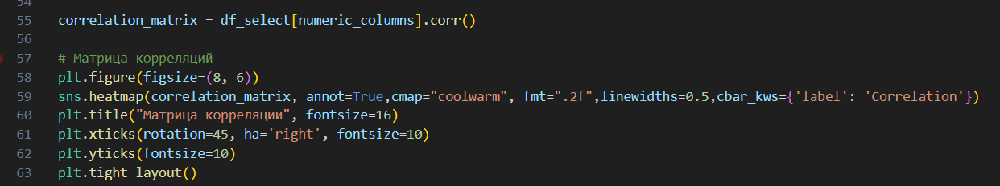 54
55 correlation_matrix = df_select[numeric_columns].corr()
56
57 # Матрица корреляций
58 plt.figure(figsize=(8, 6))
59 sns.heatmap(correlation_matrix, annot=True,cmap="coolwarm", fmt=".2f",linewidths=0.5,cbar_kws={'label': 'Correlation'})
60 plt.title("Матрица корреляции", fontsize=16)
61 plt.xticks(rotation=45, ha='right', fontsize=10)
62 plt.yticks(fontsize=10)
63 plt.tight_layout()